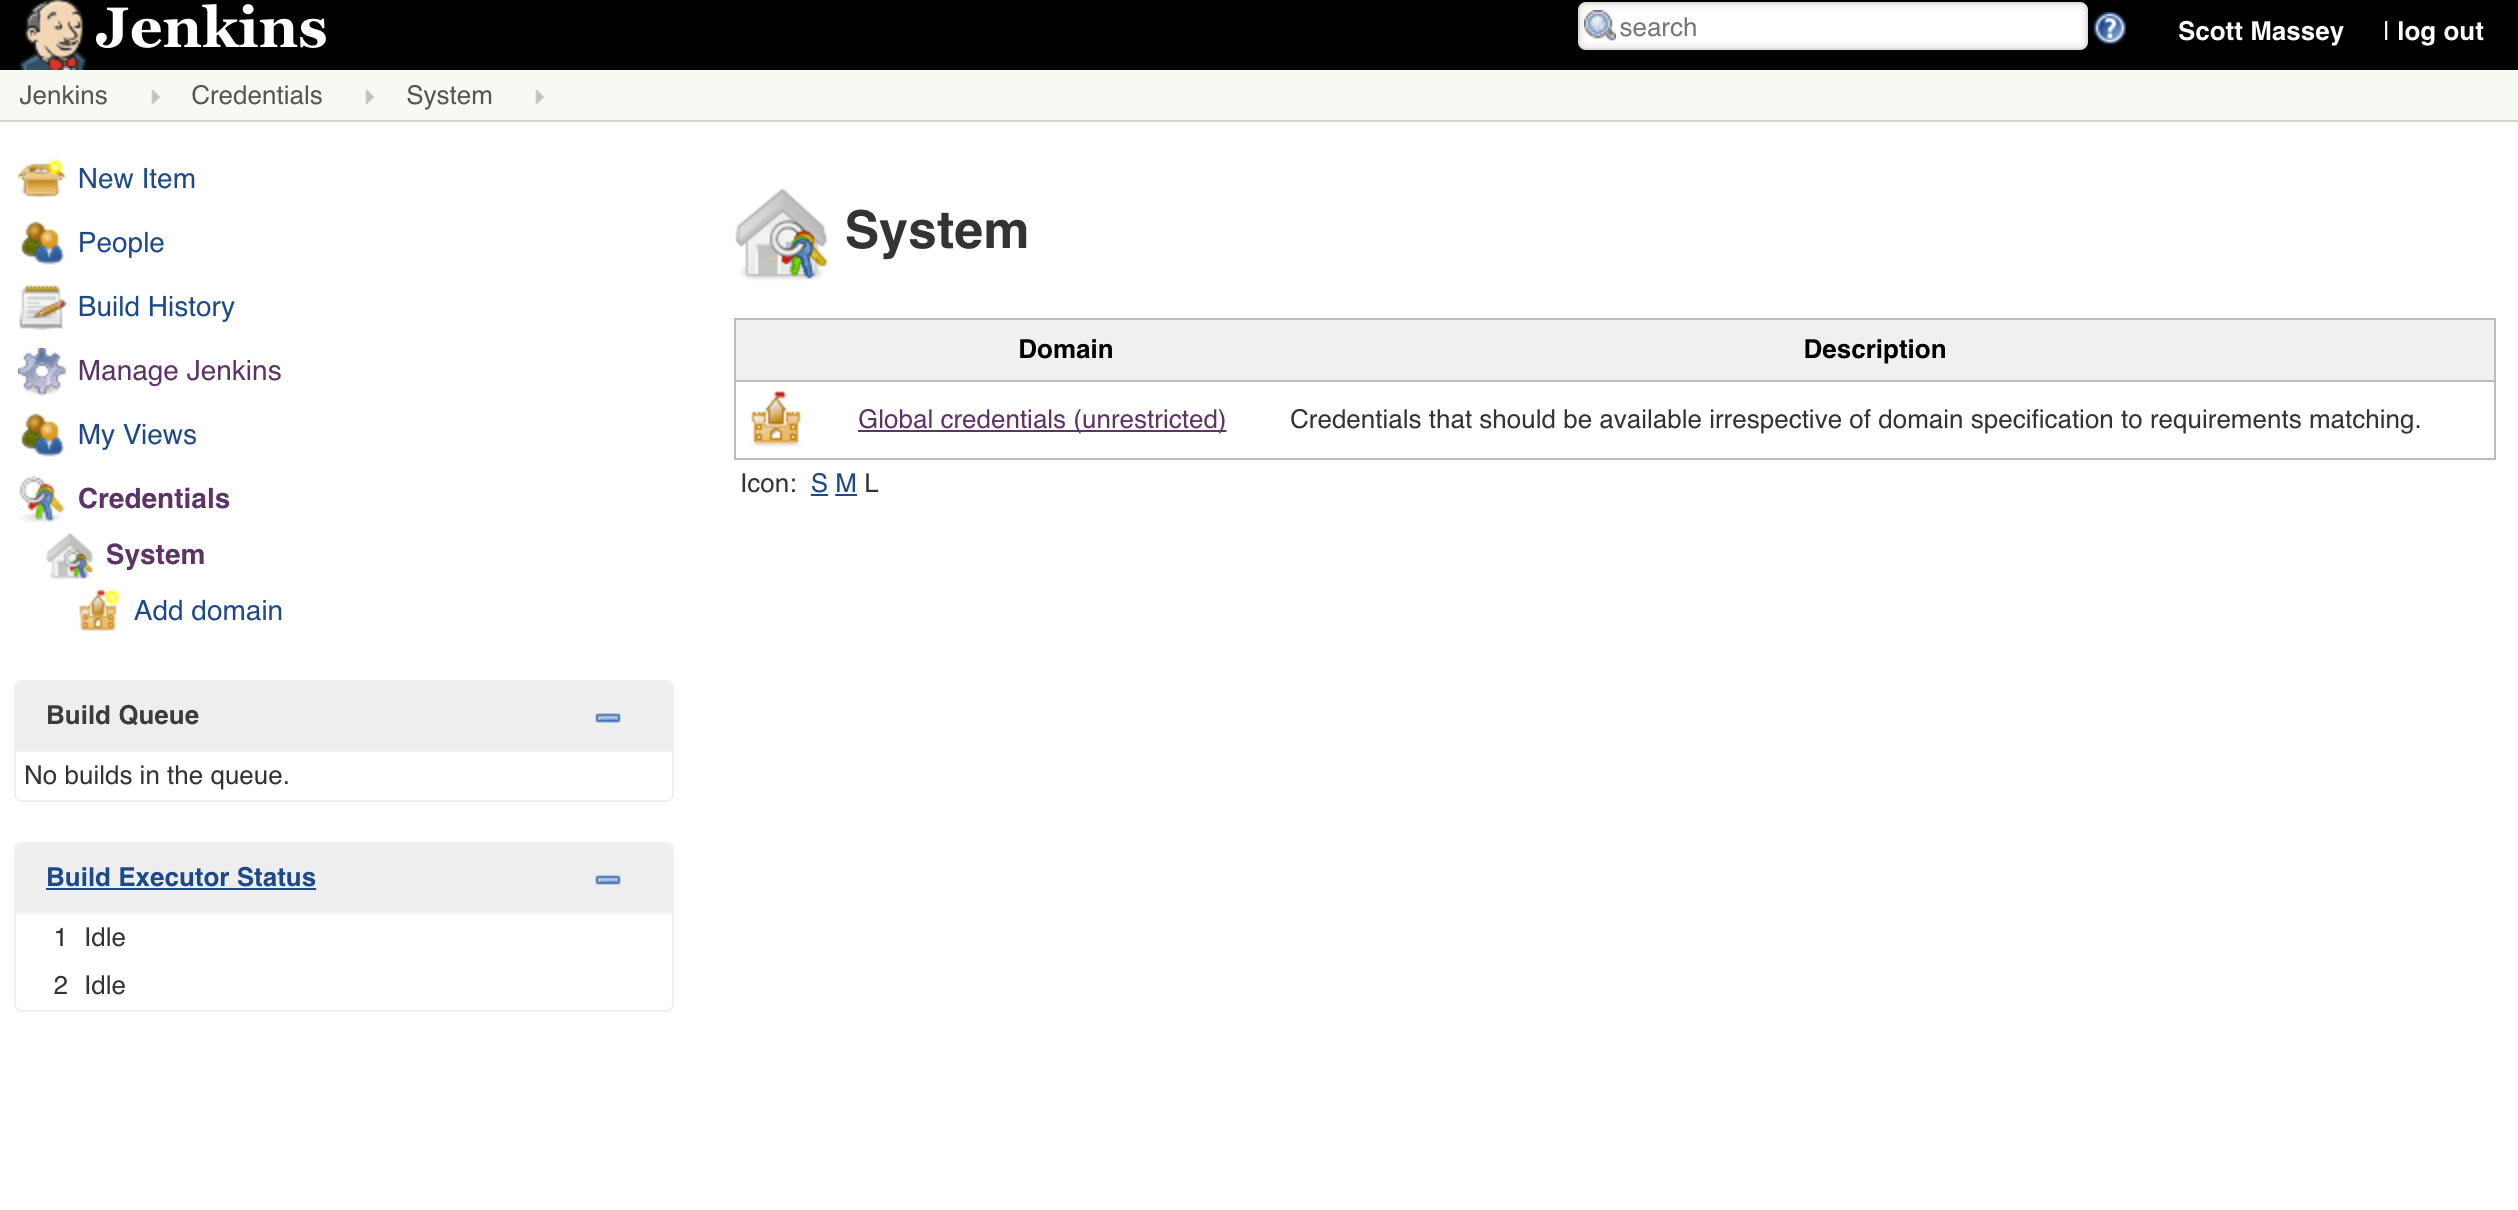 Jenkins
search
Scott Massey
| log out
Jenkins
Credentials
System
New Item
People
Build History
Manage Jenkins
My Views
Credentials
System
Add domain
Build Queue
No builds in the queue.
Build Executor Status
1 Idle
2 Idle
System
Domain Description
Global credentials (unrestricted) Credentials that should be available irrespective of domain specification to requirements matching.
Icon: S M L